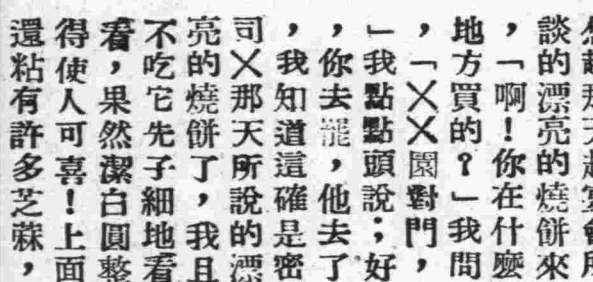 談的漂亮的燒餅來
，「啊！你在什麼
地方買的？」我問
，「××園對門，
」我點點頭說；好
，你去罷，他去了
，我知道這確是密
司×那天所說的漂
亮的燒餅了，我且
不吃它先子細地看
看，果然潔白圓整
得使人可喜！上面
還粘有許多芝蔴，